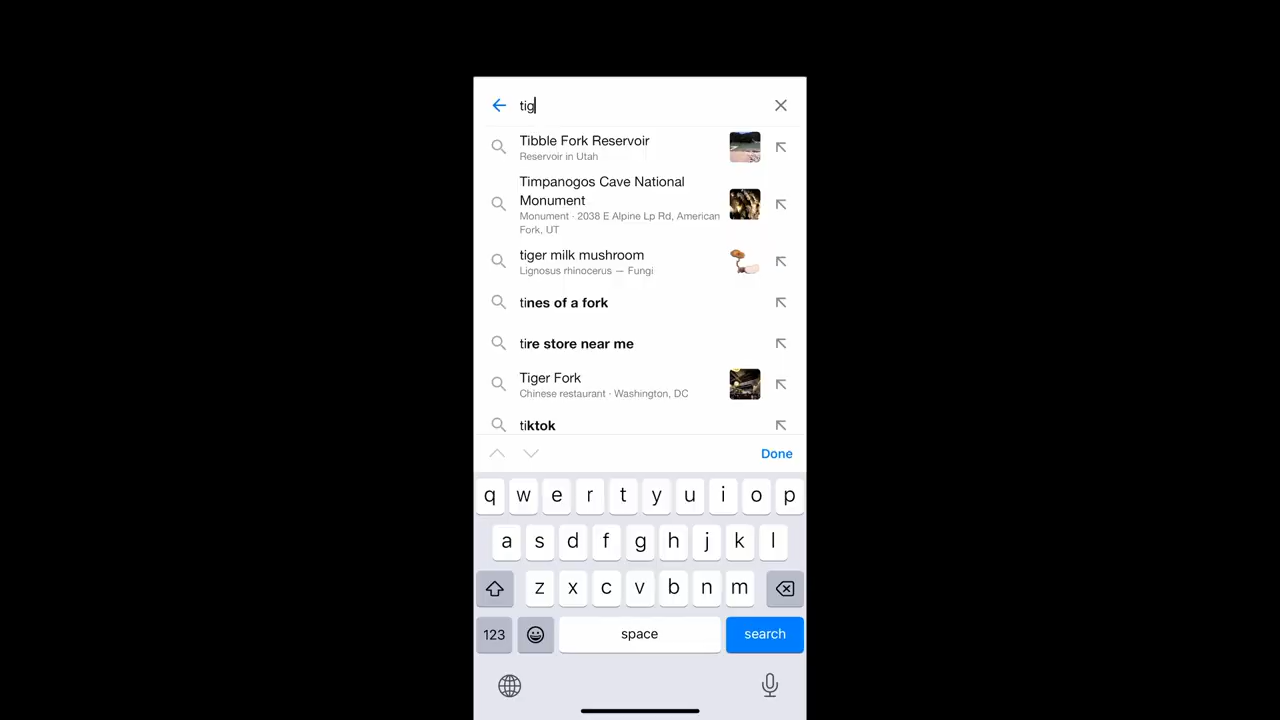 tig
Tibble Fork Reservoir
Reservoir in Utah
Timpanogos Cave National
Monument
Monument · 2038 E Alpine Lp Rd, American
Fork, UT
tiger milk mushroom
Lignosus rhinocerus — Fungi
tines of a fork
tire store near me
Tiger Fork
Chinese restaurant · Washington, DC
tiktok
Done
q w e r t y u i o p
a s d f g h j k l
z x c v b n m
123 space search